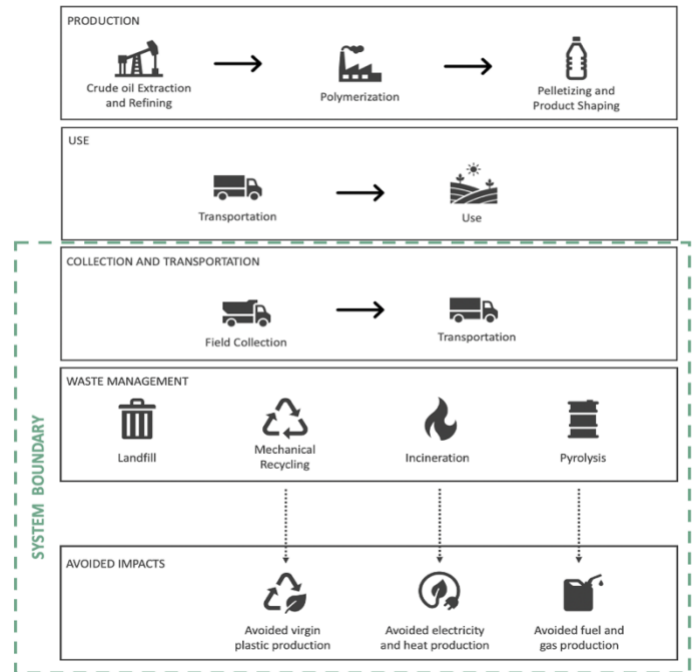 PRODUCTION
Crude oil Extraction
and Refining
Polymerization
Pelletizing and
Product Shaping
USE
Transportation
Use
COLLECTION AND TRANSPORTATION
Field Collection
Transportation
WASTE MANAGEMENT
Landfill
Mechanical
Recycling
Incineration
Pyrolysis
SYSTEM BOUNDARY
AVOIDED IMPACTS
Avoided virgin
plastic production
Avoided electricity
and heat production
Avoided fuel and
gas production